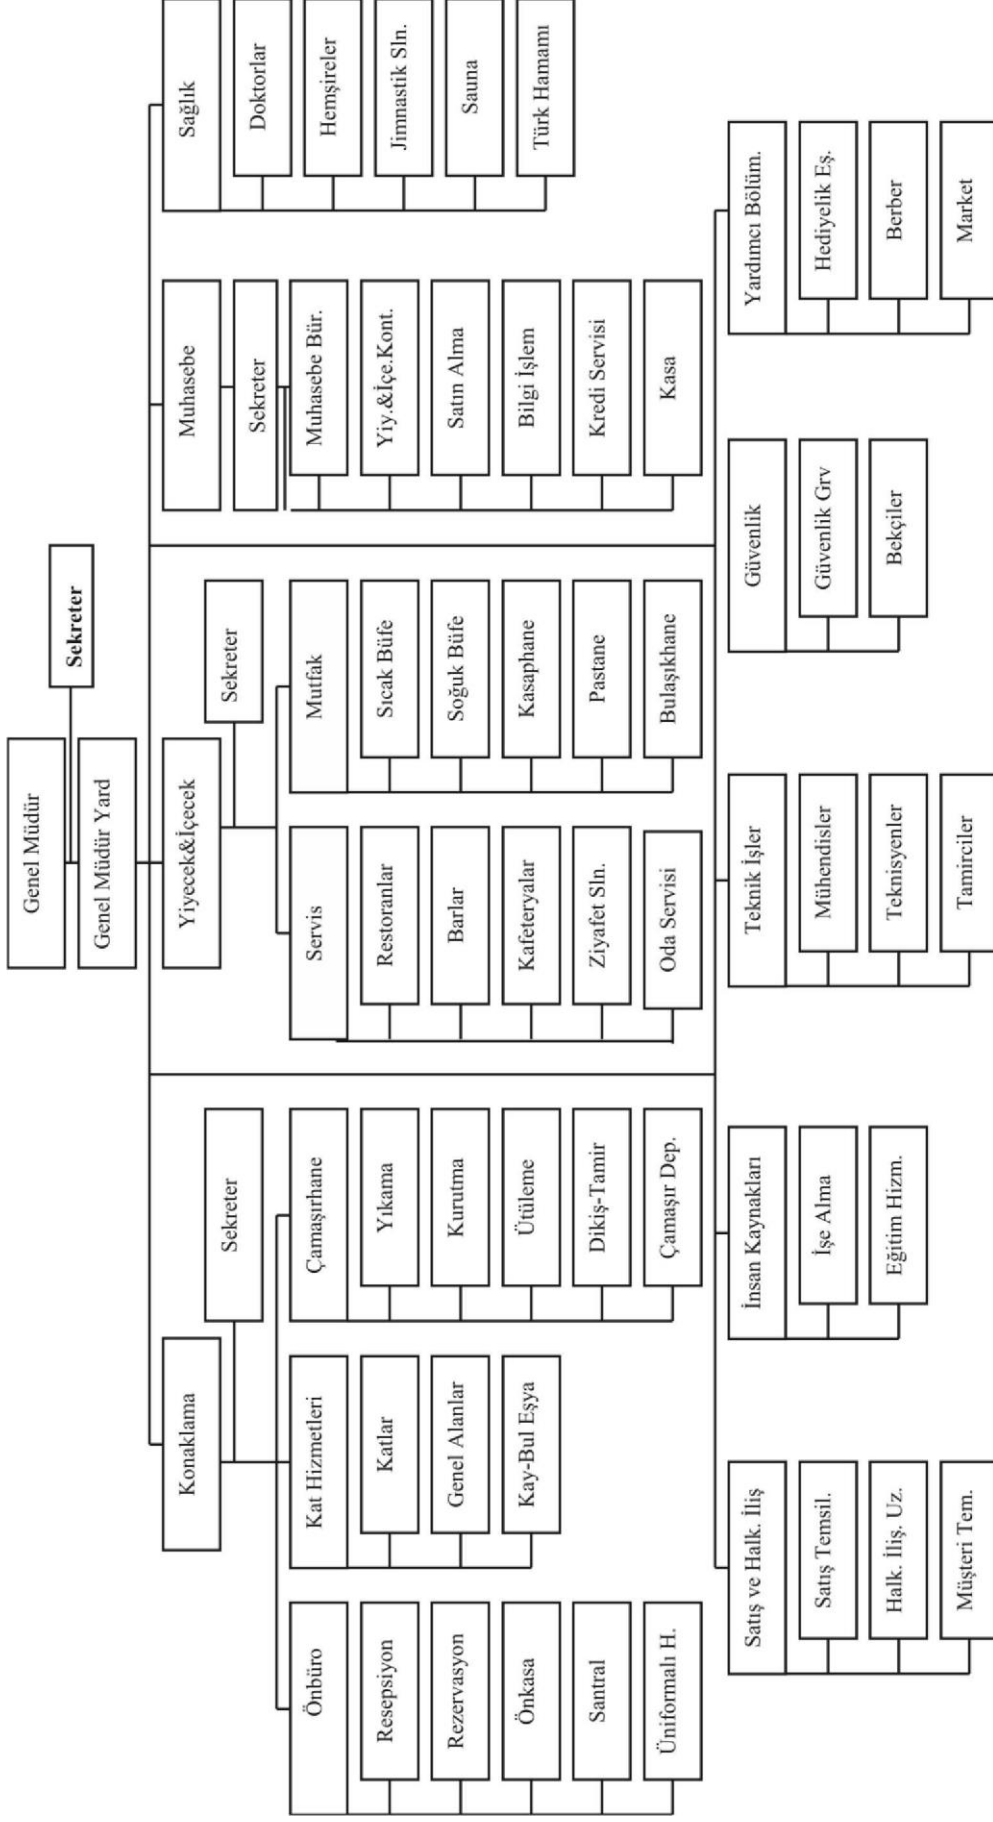 Genel Müdür
Sekreter
Genel Müdür Yard
Konaklama
Sekreter
Önbüro
Resepsiyon
Rezervasyon
Önkasa
Santral
Üniformalı H.
Kat Hizmetleri
Katlar
Genel Alanlar
Kay-Bul Eşya
Çamaşırhane
Yıkama
Kurutma
Ütüleme
Dikiş-Tamir
Çamaşır Dep.
Yiyecek&İçecek
Sekreter
Servis
Restoranlar
Barlar
Kafeteryalar
Ziyafet Sln.
Oda Servisi
Mutfak
Sıcak Büfe
Soğuk Büfe
Kasaphane
Pastane
Bulaşıkhane
Muhasebe
Sekreter
Muhasebe Bür.
Yiy.&İçe.Kont.
Satın Alma
Bilgi İşlem
Kredi Servisi
Kasa
Sağlık
Doktorlar
Hemşireler
Jimnastik Sln.
Sauna
Türk Hamamı
Satış ve Halk. İliş
Satış Temsil.
Halk. İliş. Uz.
Müşteri Tem.
İnsan Kaynakları
İşe Alma
Eğitim Hizm.
Teknik İşler
Mühendisler
Teknisyenler
Tamirciler
Güvenlik
Güvenlik Grv
Bekçiler
Yardımcı Bölüm.
Hediyelik Eş.
Berber
Market